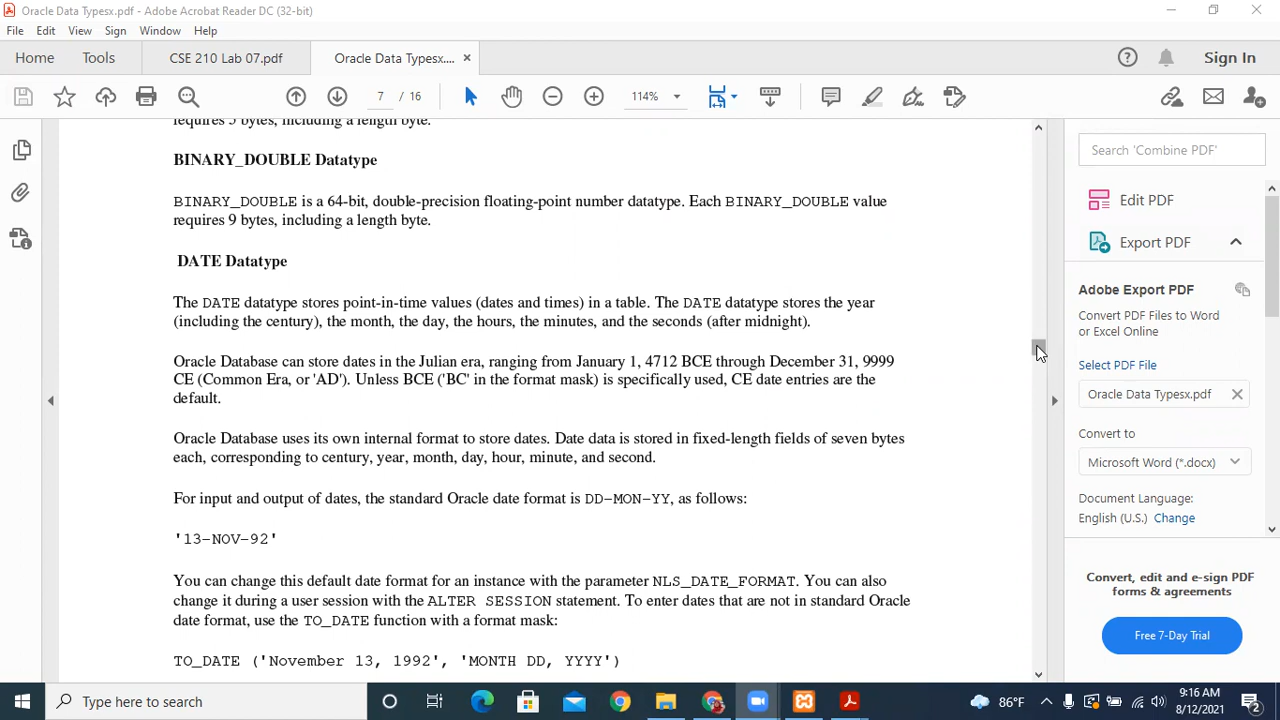 Oracle Data Typesx.pdf - Adobe Acrobat Reader DC (32-bit)
File Edit View Sign Window Help
Home Tools CSE 210 Lab 07.pdf Oracle Data Typesx.... × Sign In
7 / 16 114%
requires 5 bytes, including a length byte.
BINARY_DOUBLE Datatype
BINARY_DOUBLE is a 64-bit, double-precision floating-point number datatype. Each BINARY_DOUBLE value
requires 9 bytes, including a length byte.
DATE Datatype
The DATE datatype stores point-in-time values (dates and times) in a table. The DATE datatype stores the year
(including the century), the month, the day, the hours, the minutes, and the seconds (after midnight).
Oracle Database can store dates in the Julian era, ranging from January 1, 4712 BCE through December 31, 9999
CE (Common Era, or 'AD'). Unless BCE ('BC' in the format mask) is specifically used, CE date entries are the
default.
Oracle Database uses its own internal format to store dates. Date data is stored in fixed-length fields of seven bytes
each, corresponding to century, year, month, day, hour, minute, and second.
For input and output of dates, the standard Oracle date format is DD-MON-YY, as follows:
'13-NOV-92'
You can change this default date format for an instance with the parameter NLS_DATE_FORMAT. You can also
change it during a user session with the ALTER SESSION statement. To enter dates that are not in standard Oracle
date format, use the TO_DATE function with a format mask:
TO_DATE ('November 13, 1992', 'MONTH DD, YYYY')
Search 'Combine PDF'
Edit PDF
Export PDF
Adobe Export PDF
Convert PDF Files to Word
or Excel Online
Select PDF File
Oracle Data Typesx.pdf
Convert to
Microsoft Word (*.docx)
Document Language:
English (U.S.) Change
Convert, edit and e-sign PDF
forms & agreements
Free 7-Day Trial
Type here to search
86°F
9:16 AM
8/12/2021
2